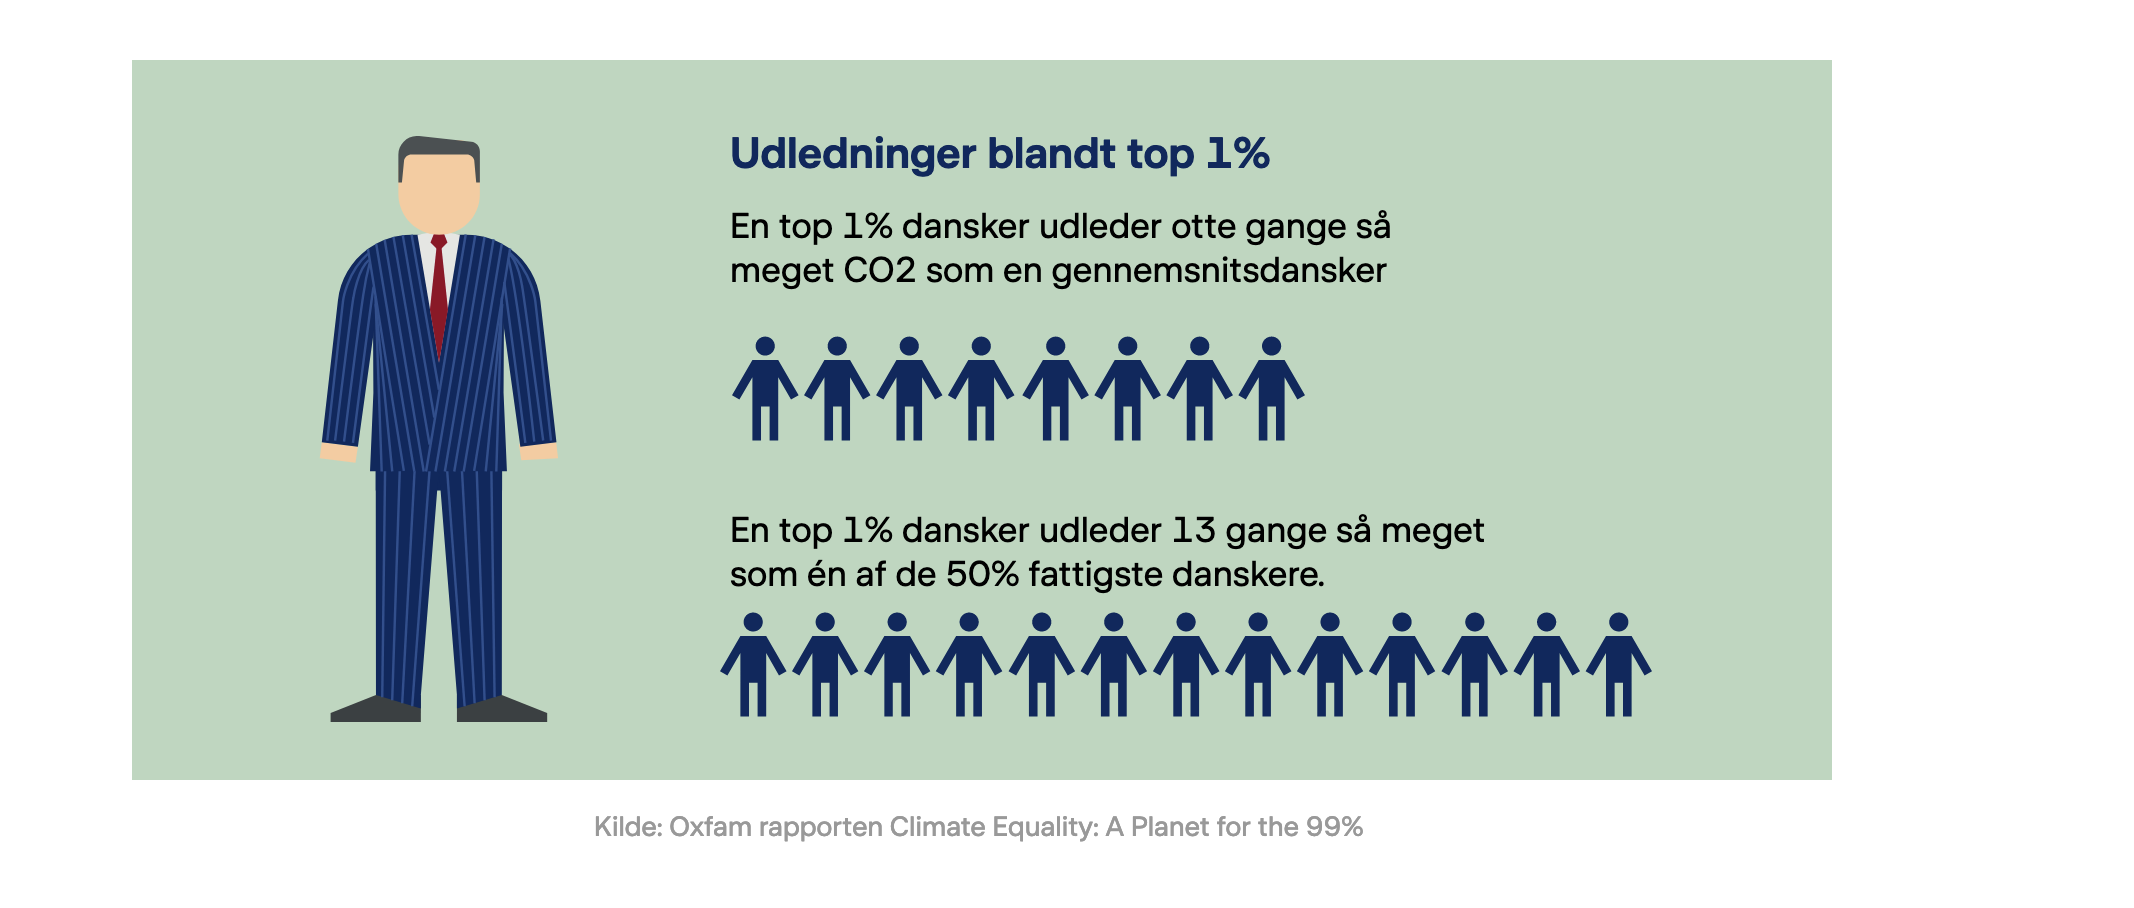 Udledninger blandt top 1%
En top 1% dansker udleder otte gange så
meget CO2 som en gennemsnitsdansker
En top 1% dansker udleder 13 gange så meget
som én af de 50% fattigste danskere.
Kilde: Oxfam rapporten Climate Equality: A Planet for the 99%